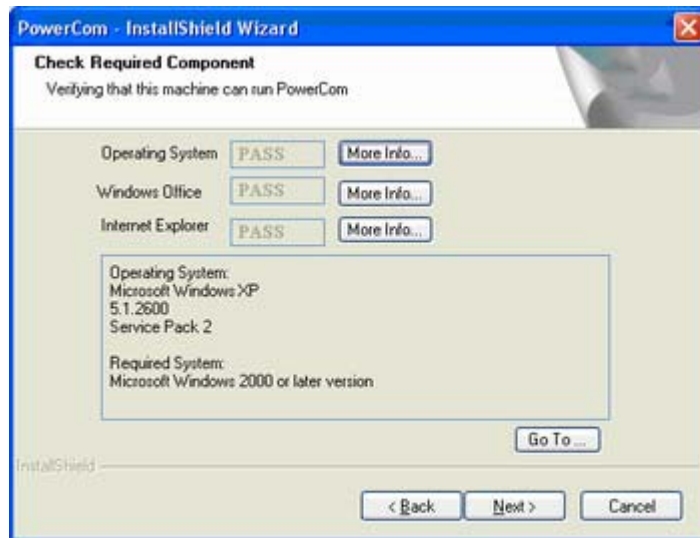 PowerCom - InstallShield Wizard
Check Required Component
Verifying that this machine can run PowerCom
Operating System PASS More Info...
Windows Office PASS More Info...
Internet Explorer PASS More Info...
Operating System:
Microsoft Windows XP
5.1.2600
Service Pack 2
Required System:
Microsoft Windows 2000 or later version
Go To ...
InstallShield
< Back Next > Cancel